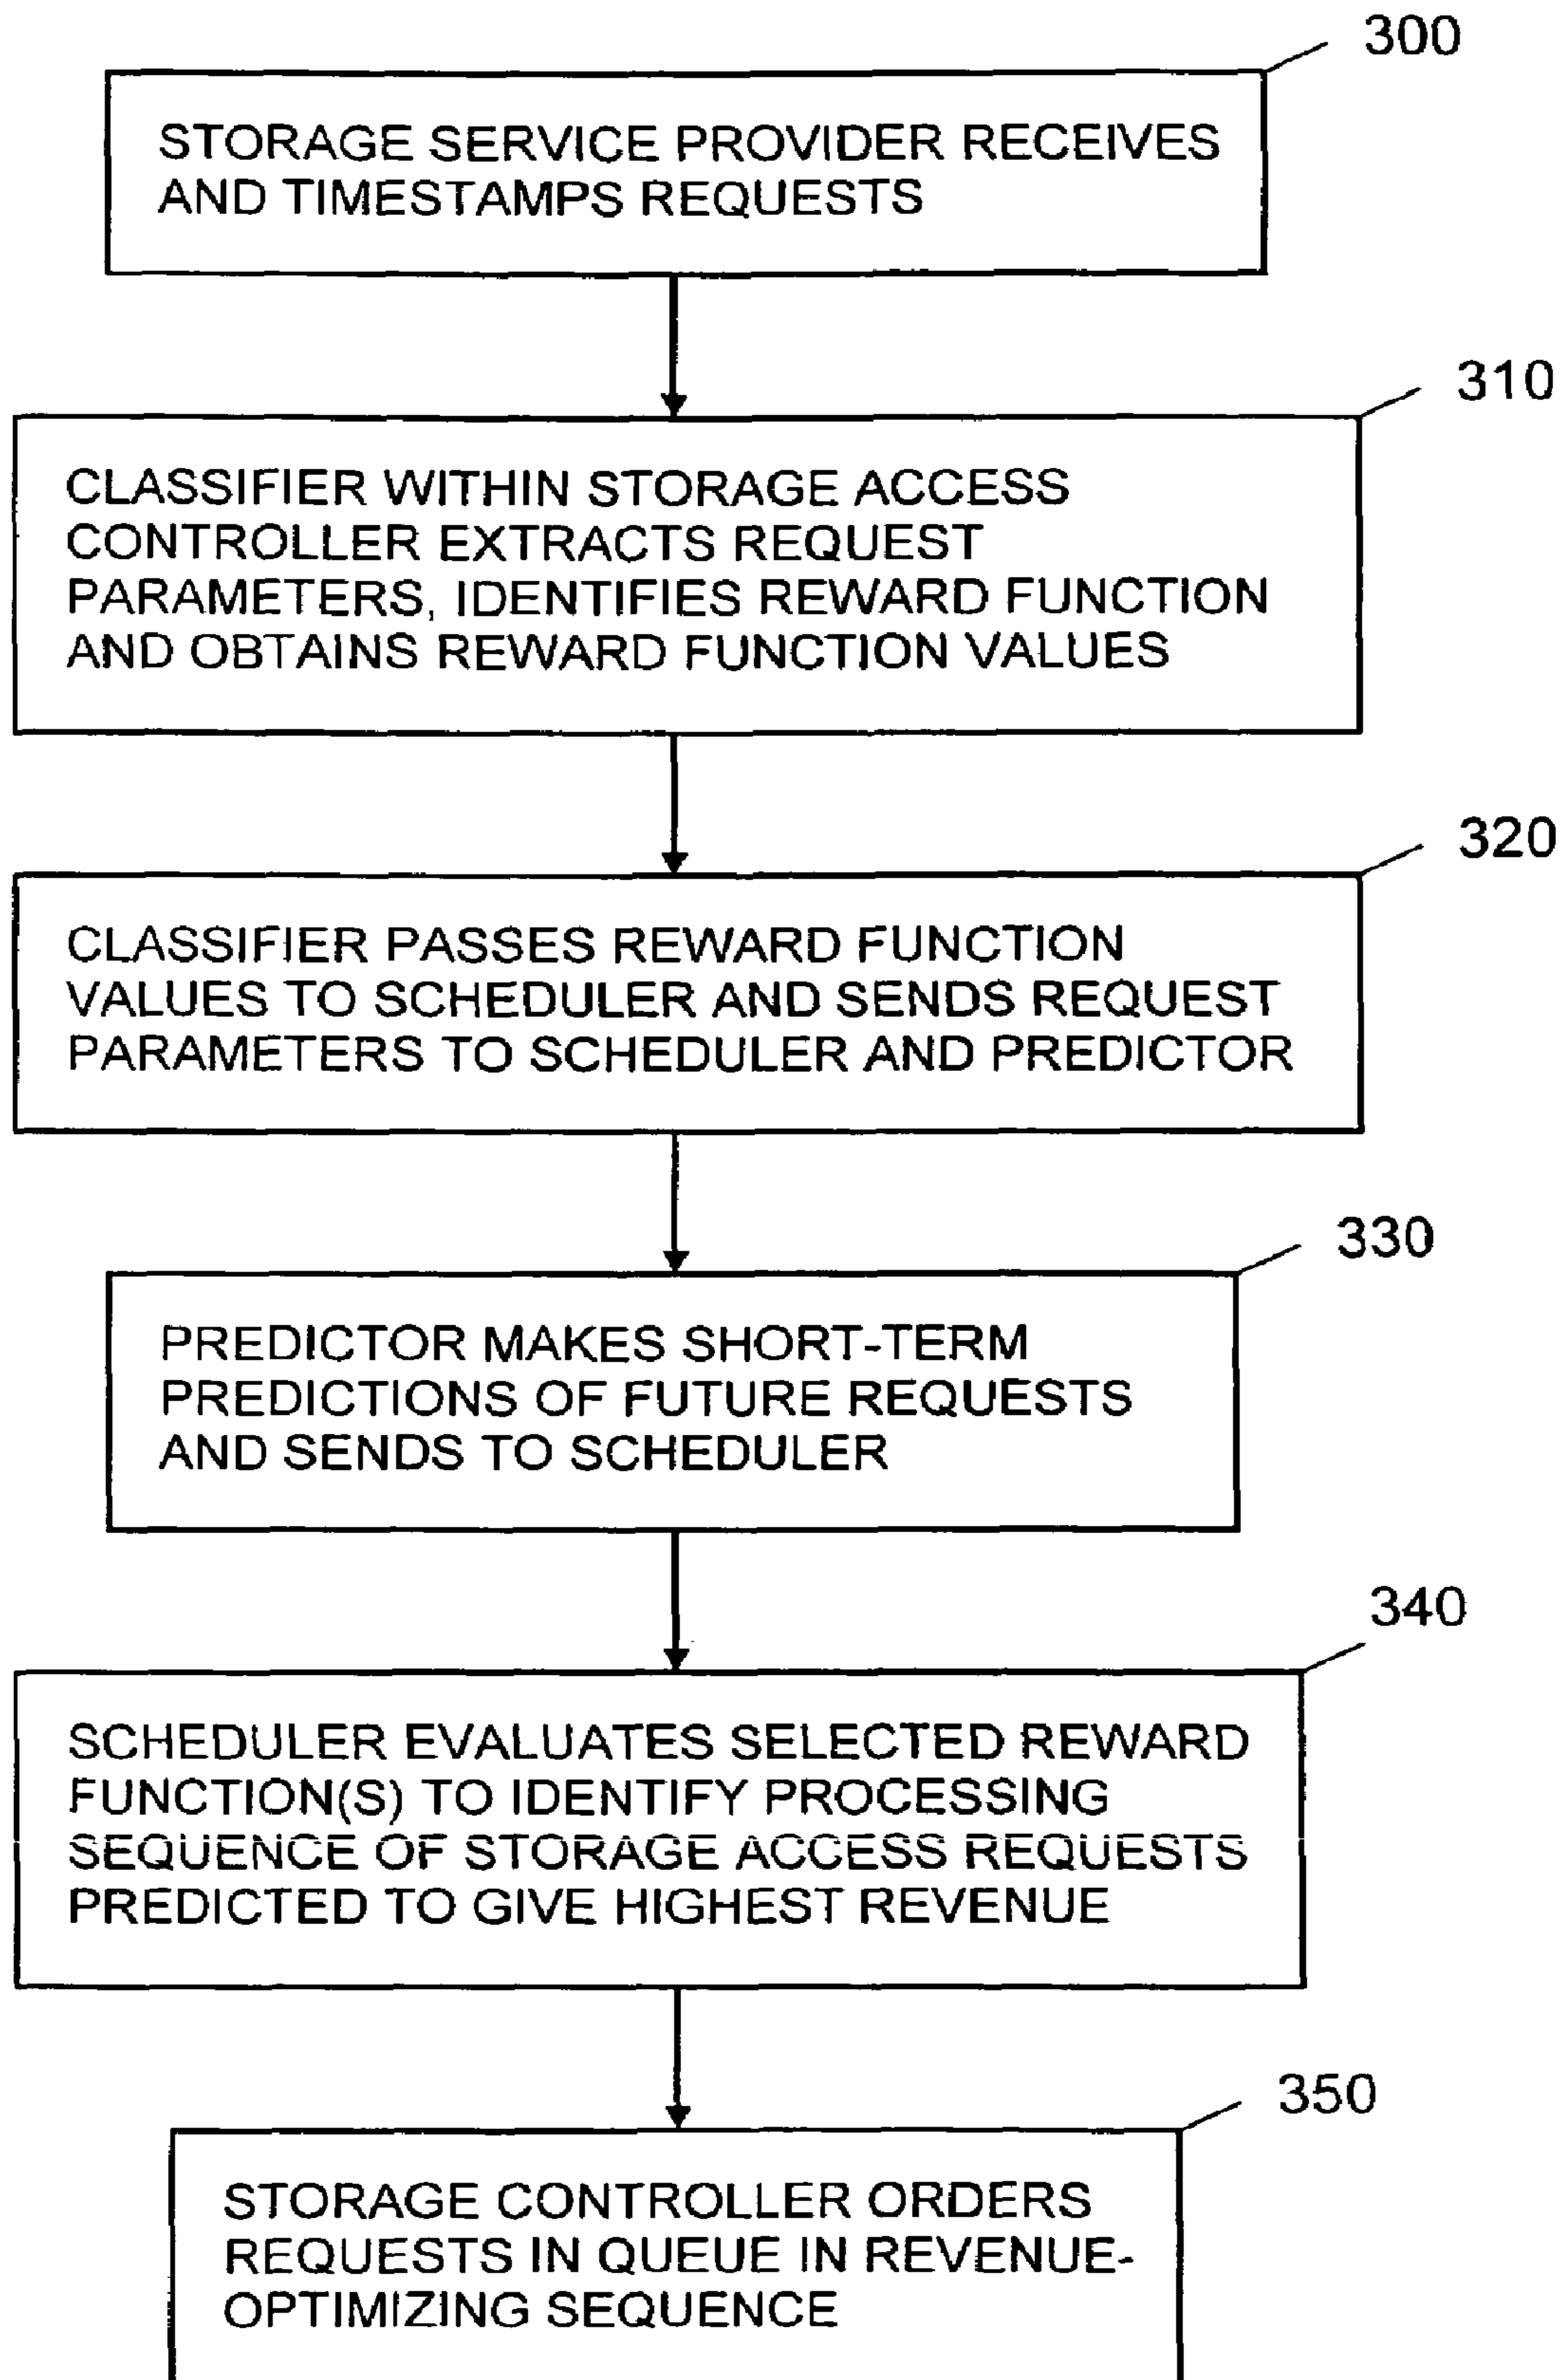 300
STORAGE SERVICE PROVIDER RECEIVES
AND TIMESTAMPS REQUESTS
310
CLASSIFIER WITHIN STORAGE ACCESS
CONTROLLER EXTRACTS REQUEST
PARAMETERS, IDENTIFIES REWARD FUNCTION
AND OBTAINS REWARD FUNCTION VALUES
320
CLASSIFIER PASSES REWARD FUNCTION
VALUES TO SCHEDULER AND SENDS REQUEST
PARAMETERS TO SCHEDULER AND PREDICTOR
330
PREDICTOR MAKES SHORT-TERM
PREDICTIONS OF FUTURE REQUESTS
AND SENDS TO SCHEDULER
340
SCHEDULER EVALUATES SELECTED REWARD
FUNCTION(S) TO IDENTIFY PROCESSING
SEQUENCE OF STORAGE ACCESS REQUESTS
PREDICTED TO GIVE HIGHEST REVENUE
350
STORAGE CONTROLLER ORDERS
REQUESTS IN QUEUE IN REVENUE-
OPTIMIZING SEQUENCE